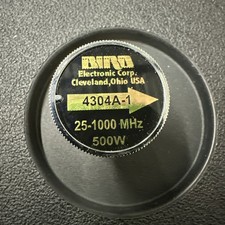 BIRD
Electronic Corp.
Cleveland,Ohio USA
4304A-1
25-1000 MHz
500W